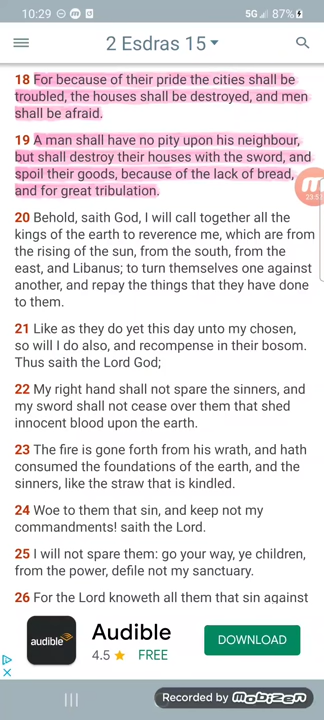 10:29
5G 87%
2 Esdras 15
18 For because of their pride the cities shall be
troubled, the houses shall be destroyed, and men
shall be afraid.
19 A man shall have no pity upon his neighbour,
but shall destroy their houses with the sword, and
spoil their goods, because of the lack of bread,
and for great tribulation.
20 Behold, saith God, I will call together all the
kings of the earth to reverence me, which are from
the rising of the sun, from the south, from the
east, and Libanus; to turn themselves one against
another, and repay the things that they have done
to them.
21 Like as they do yet this day unto my chosen,
so will I do also, and recompense in their bosom.
Thus saith the Lord God;
22 My right hand shall not spare the sinners, and
my sword shall not cease over them that shed
innocent blood upon the earth.
23 The fire is gone forth from his wrath, and hath
consumed the foundations of the earth, and the
sinners, like the straw that is kindled.
24 Woe to them that sin, and keep not my
commandments! saith the Lord.
25 I will not spare them: go your way, ye children,
from the power, defile not my sanctuary.
26 For the Lord knoweth all them that sin against
audible
Audible
4.5 ★ FREE
DOWNLOAD
Recorded by mobizen